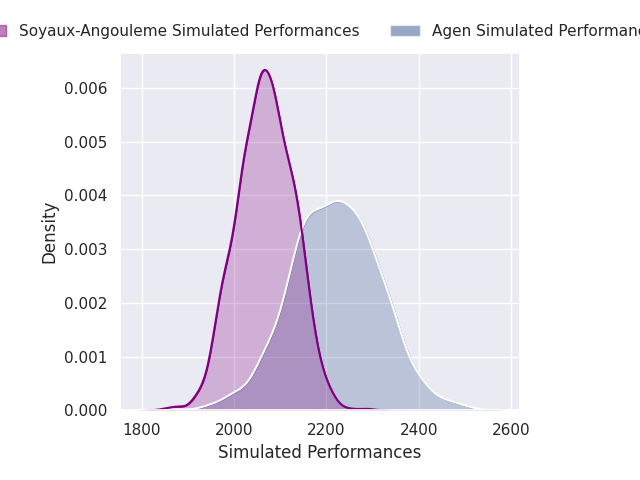 Soyaux-Angouleme Simulated Performances
Agen Simulated
0.006
0.005
0.004
0.003
0.002
0.001
0.000
Density
1800 2000 2200 2400 2600
Simulated Performances